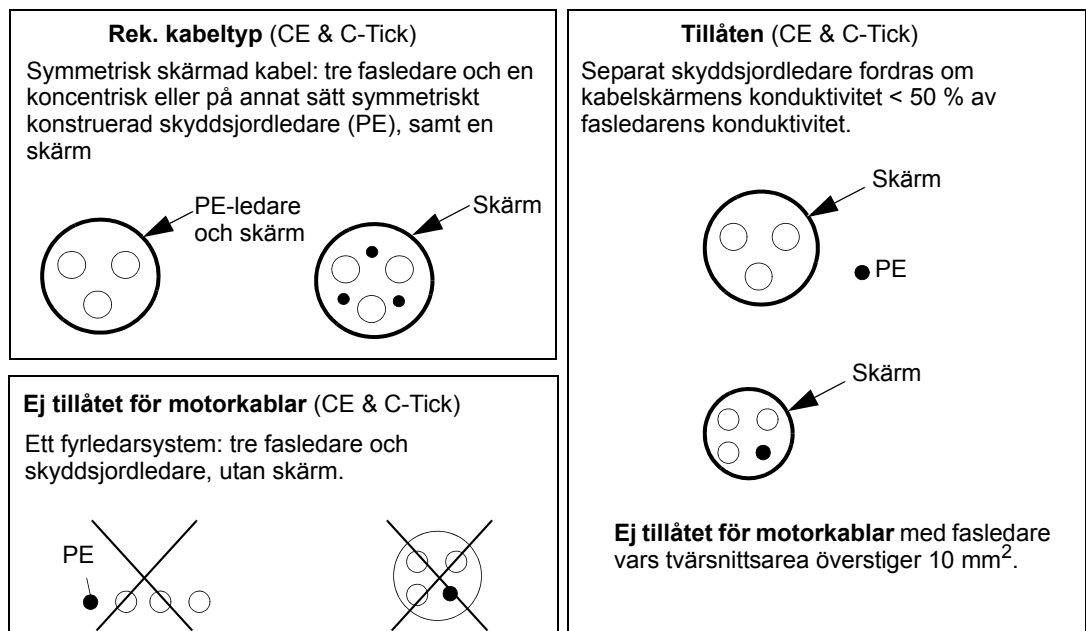 Rek. kabeltyp (CE & C-Tick)
Symmetrisk skärmad kabel: tre fasledare och en
koncentrisk eller på annat sätt symmetriskt
konstruerad skyddsjordledare (PE), samt en
skärm
PE-ledare
och skärm
Skärm
Ej tillåtet för motorkablar (CE & C-Tick)
Ett fyrledarsystem: tre fasledare och
skyddsjordledare, utan skärm.
PE
Tillåten (CE & C-Tick)
Separat skyddsjordledare fordras om
kabelskärmens konduktivitet < 50 % av
fasledarens konduktivitet.
Skärm
PE
Skärm
Ej tillåtet för motorkablar med fasledare
vars tvärsnittsarea överstiger 10 mm².